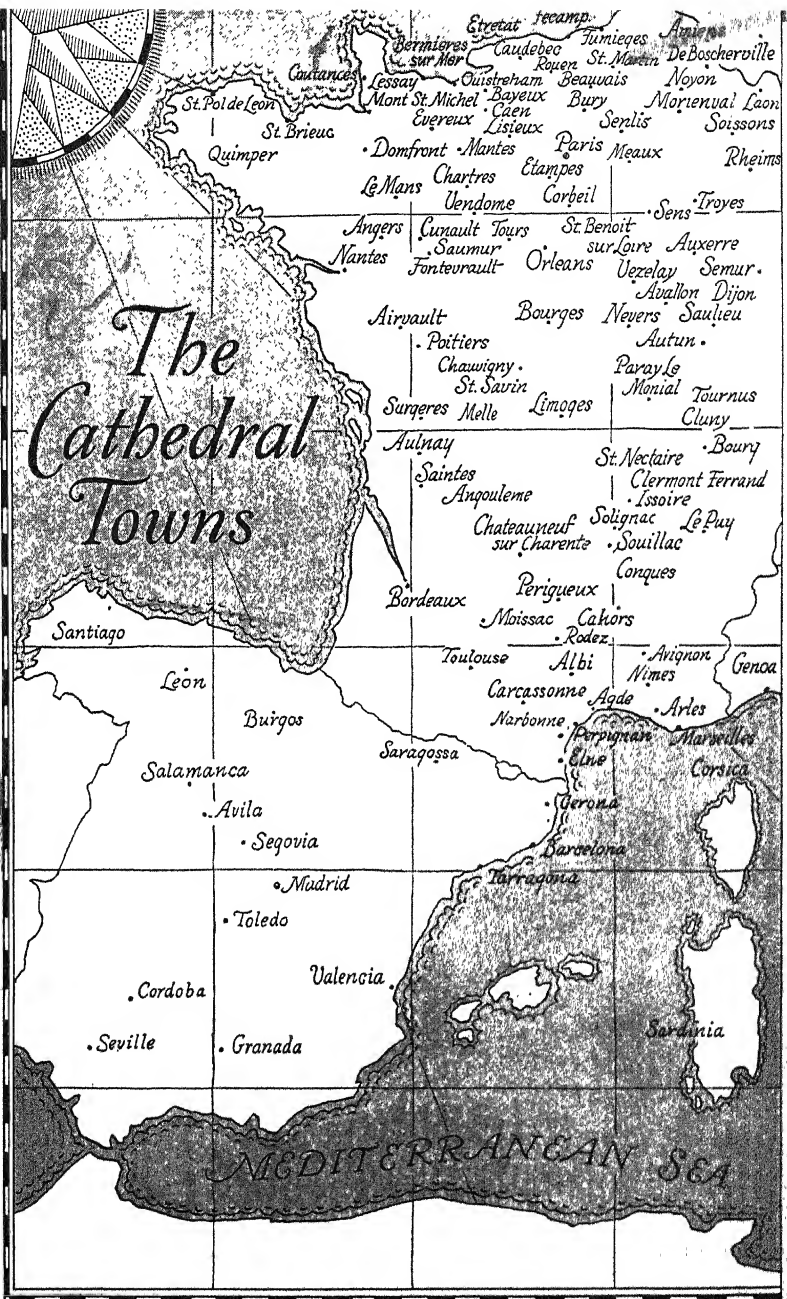 Etretat
fecamp.
Fumieges
Amiens
Bernieres
sur Mer
Caudebec
Rouen
St. Martin
De Boscherville
Coutances
Lessay
Ouistreham
Beauvais
Noyon
St. Pol de Leon
Mont St. Michel
Bayeux
Bury
Morienval
Laon
St. Brieuc
Evereux
Caen
Lisieux
Senlis
Soissons
Quimper
Domfront
Mantes
Paris
Meaux
Rheims
Etampes
Chartres
Le Mans
Vendome
Corbeil
Sens
Troyes
Angers
Cunault
Tours
St. Benoit
sur Loire
Auxerre
Nantes
Saumur
Fontevrault
Orleans
Vezelay
Semur
Avallon
Dijon
Airvault
Bourges
Nevers
Saulieu
Poitiers
Autun
Chauvigny
St. Savin
Paray Le
Monial
Tournus
Surgeres
Melle
Limoges
Cluny
The
Cathedral
Towns
Aulnay
Bourg
St. Nectaire
Saintes
Clermont Ferrand
Angouleme
Issoire
Chateauneuf
sur Charente
Solignac
Le Puy
Souillac
Conques
Bordeaux
Perigueux
Moissac
Cahors
Rodez
Santiago
Toulouse
Albi
Avignon
Nimes
Genoa
Leon
Carcassonne
Agde
Arles
Burgos
Narbonne
Perpignan
Marseilles
Saragossa
Elne
Corsica
Salamanca
Avila
Gerona
Segovia
Barcelona
Madrid
Tarragona
Toledo
Valencia
Cordoba
Seville
Granada
Sardinia
MEDITERRANEAN SEA